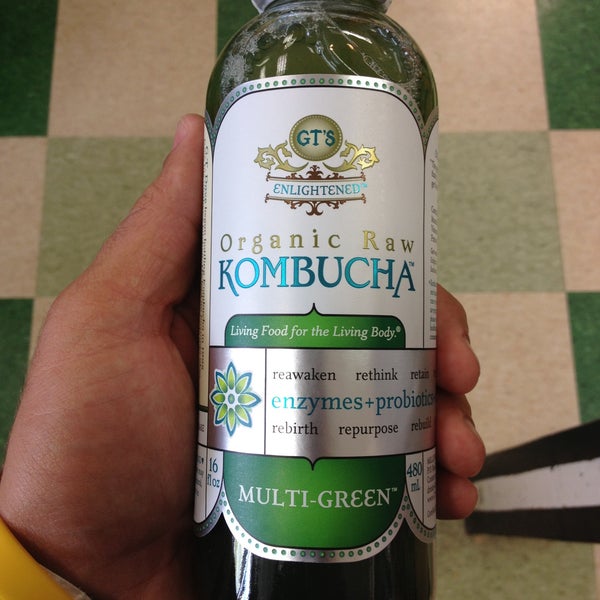 GT'S
ENLIGHTENED™
Organic Raw
KOMBUCHA™
Living Food for the Living Body.®
reawaken rethink retain
enzymes+probiotics
rebirth repurpose rebuild
16
fl oz
480
mL
MULTI-GREEN™